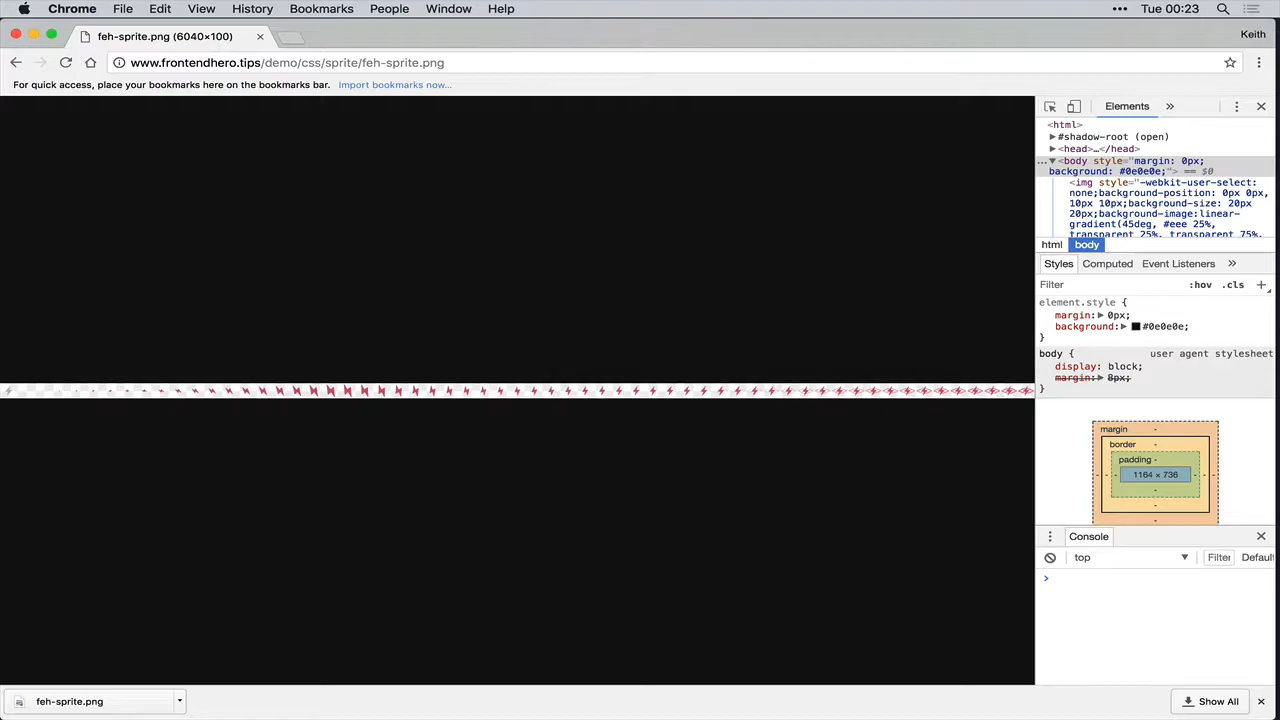 Chrome File Edit View History Bookmarks People Window Help Tue 00:23
feh-sprite.png (6040×100) Keith
www.frontendhero.tips/demo/css/sprite/feh-sprite.png
For quick access, place your bookmarks here on the bookmarks bar. Import bookmarks now...
Elements »
<html>
#shadow-root (open)
<head>…</head>
<body style="margin: 0px;
background: #0e0e0e;"> == $0
<img style="-webkit-user-select:
none;background-position: 0px 0px,
10px 10px;background-size: 20px
20px;background-image:linear-
gradient(45deg, #eee 25%,
transparent 25%, transparent 75%,
html body
Styles Computed Event Listeners »
Filter :hov .cls +
element.style {
margin: 0px;
background: #0e0e0e;
}
body { user agent stylesheet
display: block;
margin: 8px;
}
margin -
border -
padding -
- - - 1164 × 736 - - -
-
-
-
Console
top Filter Default
>
feh-sprite.png Show All